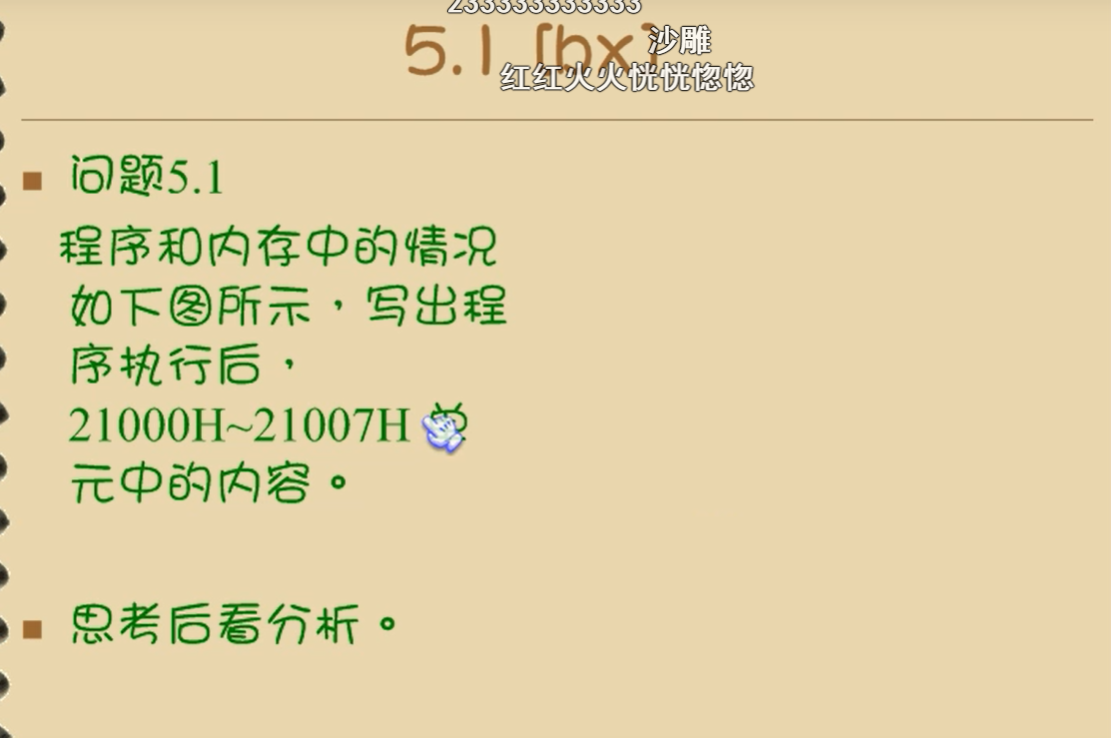 233333333333
5.1 [bx]
沙雕
红红火火恍恍惚惚
问题5.1
程序和内存中的情况
如下图所示，写出程
序执行后，
21000H~21007H
元中的内容。
思考后看分析。